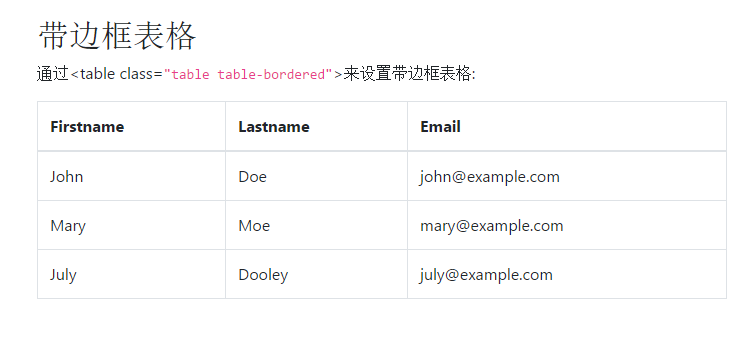 带边框表格
通过<table class="table table-bordered">来设置带边框表格:
Firstname Lastname Email
John Doe john@example.com
Mary Moe mary@example.com
July Dooley july@example.com